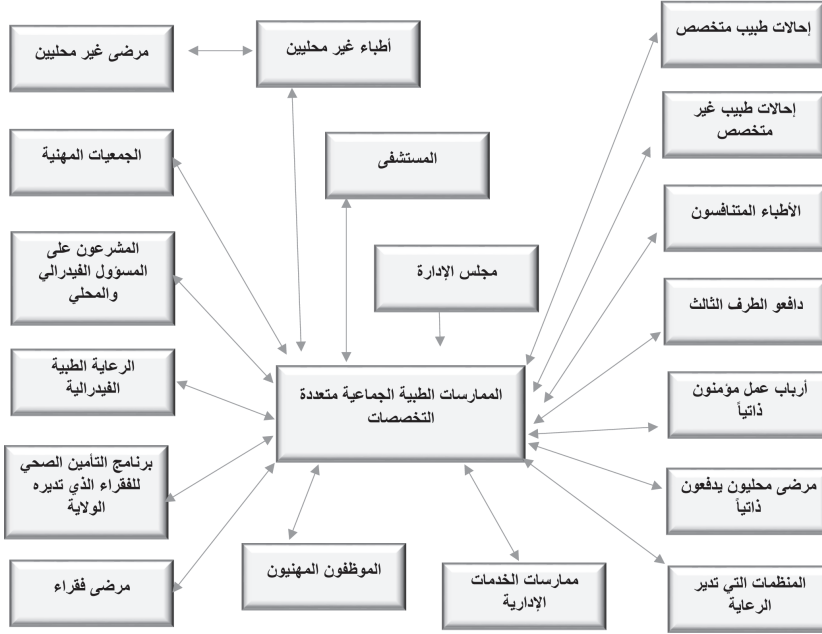 إحالات طبيب متخصص
أطباء غير محليين
مرضى غير محليين
إحالات طبيب غير
متخصص
الجمعيات المهنية
المستشفى
الأطباء المتنافسون
المشرعون على
المسؤول الفيدرالي
والمحلي
مجلس الإدارة
دافعو الطرف الثالث
الرعاية الطبية
الفيدرالية
الممارسات الطبية الجماعية متعددة
التخصصات
أرباب عمل مؤمنون
ذاتياً
برنامج التأمين الصحي
للفقراء الذي تديره
الولاية
مرضى محليون يدفعون
ذاتياً
مرضى فقراء
الموظفون المهنيون
ممارسات الخدمات
الإدارية
المنظمات التي تدير
الرعاية